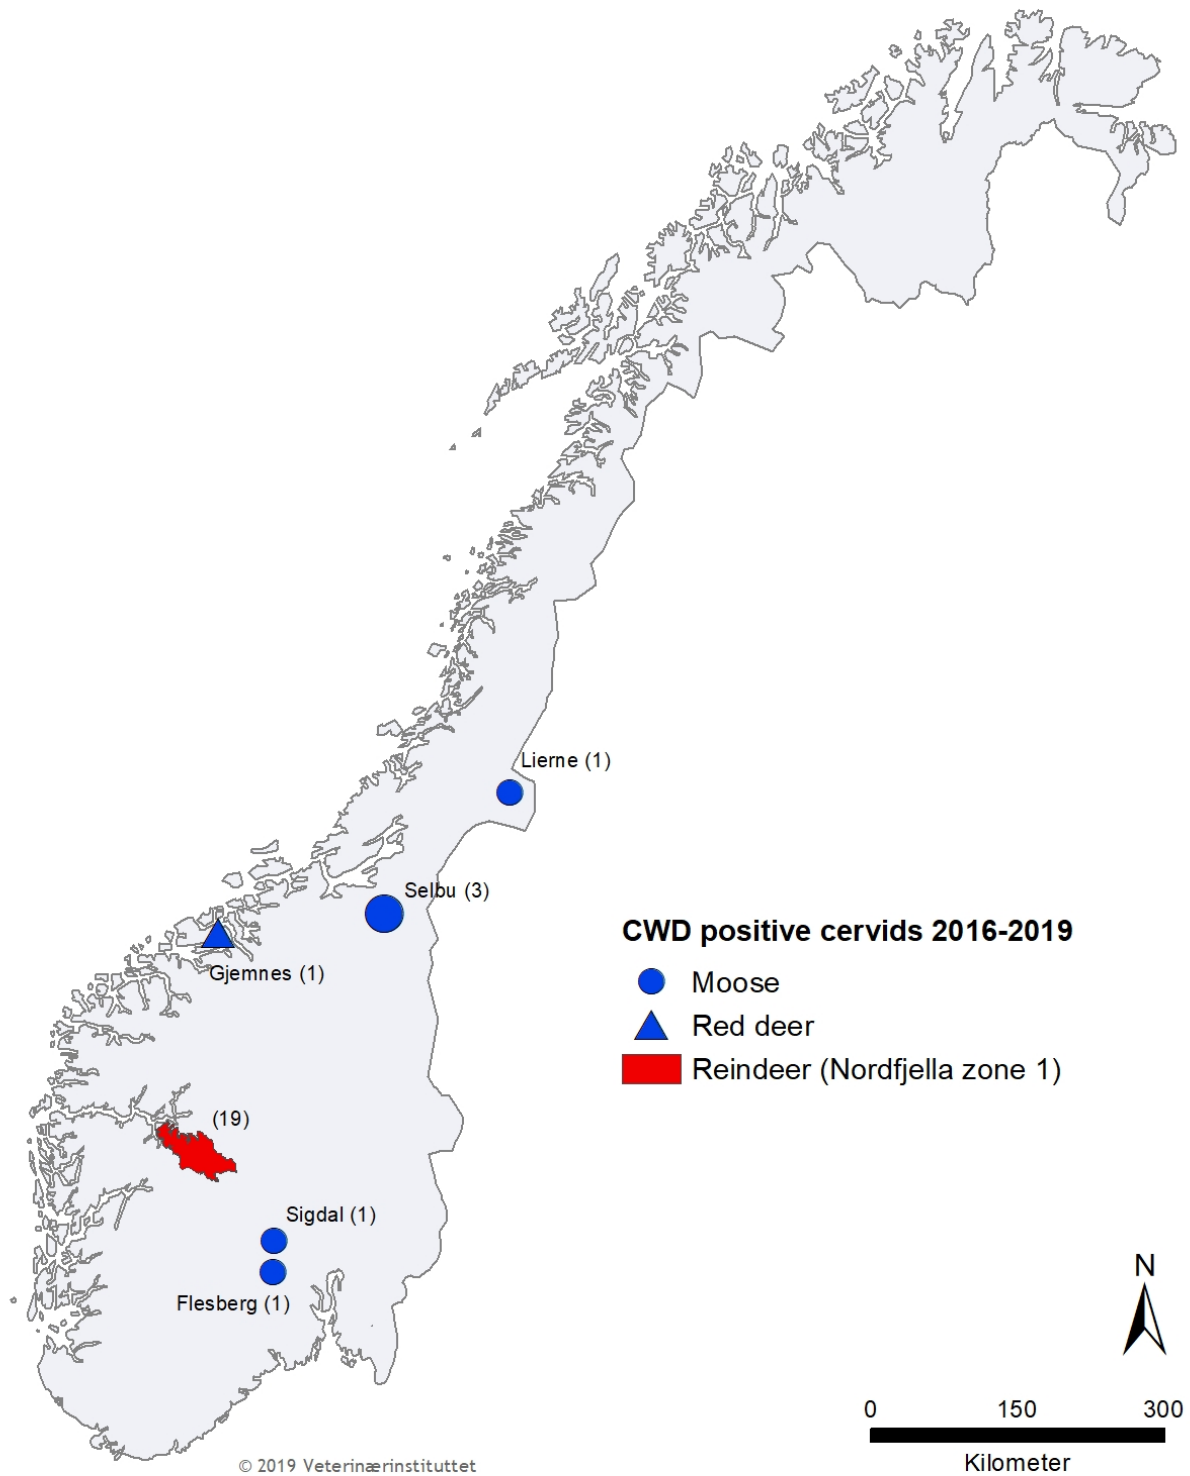 Lierne (1)
Selbu (3)
Gjemnes (1)
CWD positive cervids 2016-2019
Moose
Red deer
Reindeer (Nordfjella zone 1)
(19)
Sigdal (1)
Flesberg (1)
N
0 150 300
Kilometer
© 2019 Veterinærinstituttet